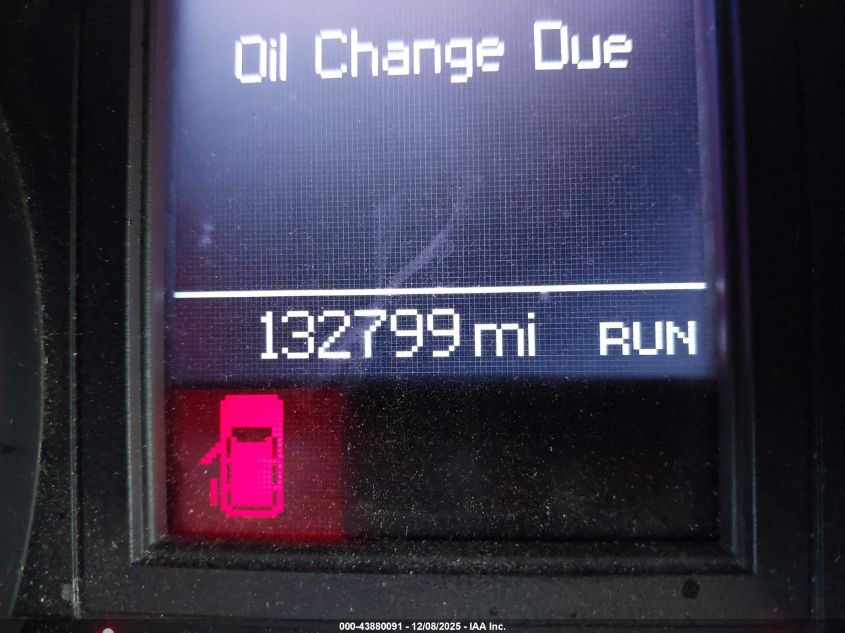 Oil Change Due
132799 mi RUN
000-43880091 - 12/08/2025 - IAA Inc.